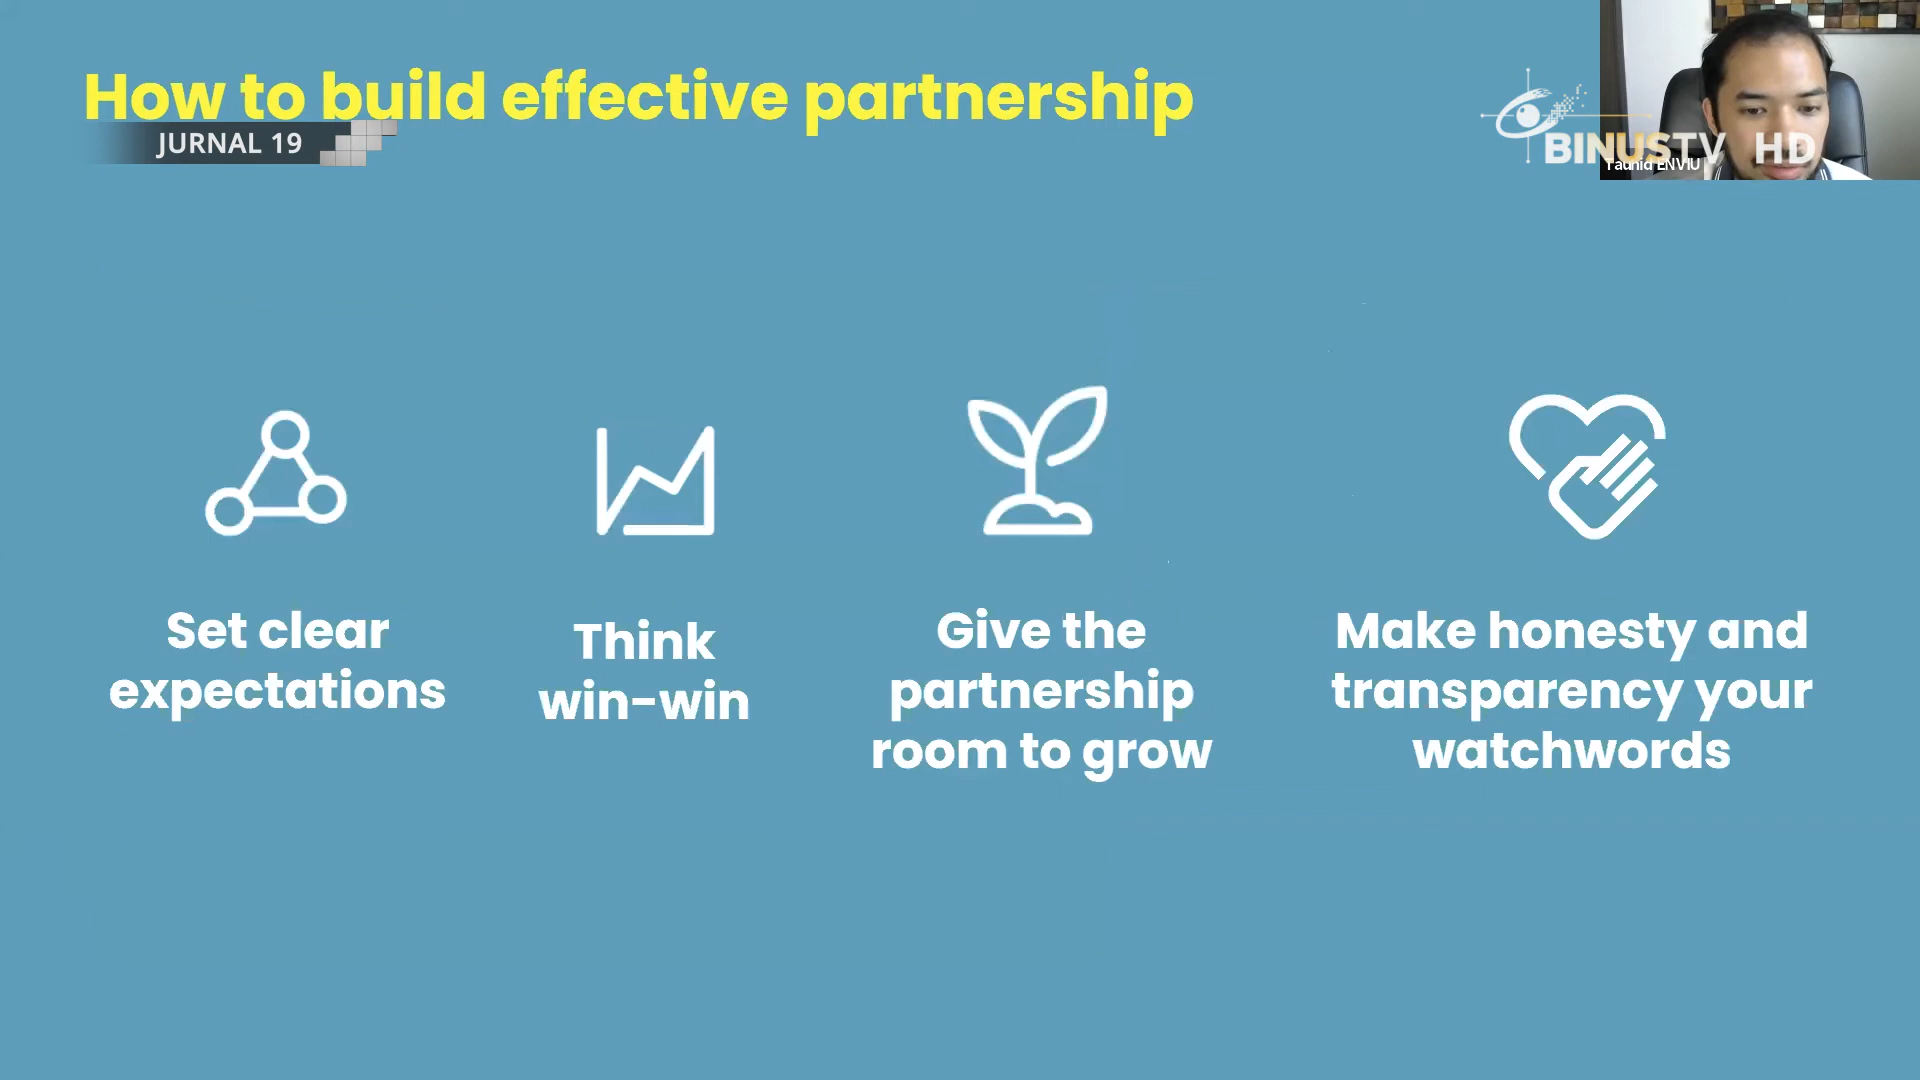 How to build effective partnership
JURNAL 19
BINUSTV HD
Set clear
expectations
Think
win-win
Give the
partnership
room to grow
Make honesty and
transparency your
watchwords